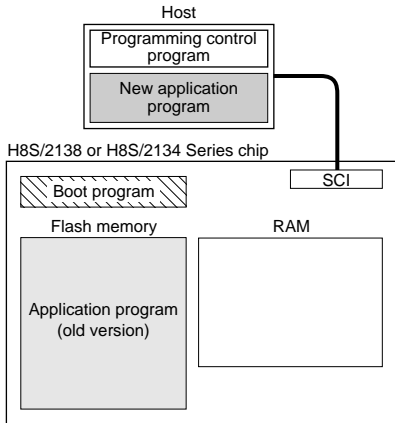 Host
Programming control
program
New application
program
H8S/2138 or H8S/2134 Series chip
SCI
Boot program
Flash memory
RAM
Application program
(old version)